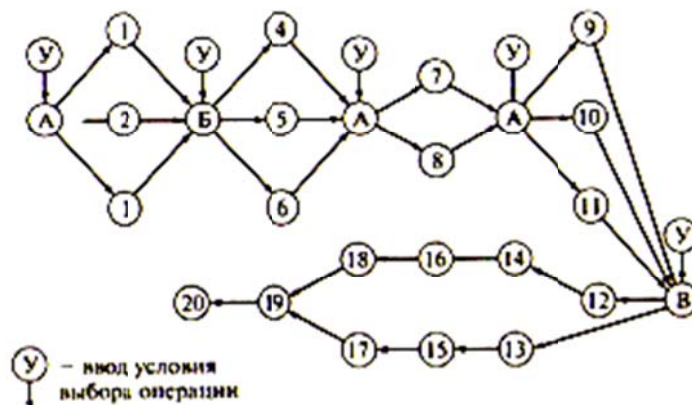 1 4 9
У У У У
7
А 2 Б 5 А А 10
8
1 6 11
У
18 16 14
20 19 12 В
17 15 13
У – ввод условия
выбора операции